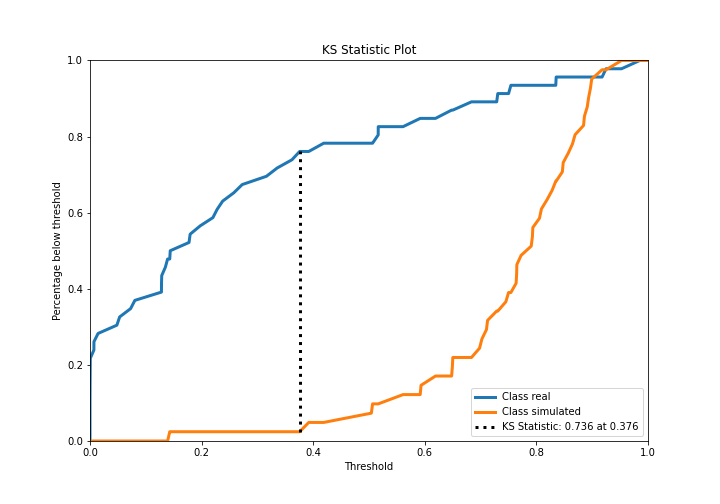 KS Statistic Plot
1.0
0.8
0.6
0.4
0.2
0.0
Percentage below threshold
0.0 0.2 0.4 0.6 0.8 1.0
Threshold
Class real
Class simulated
KS Statistic: 0.736 at 0.376